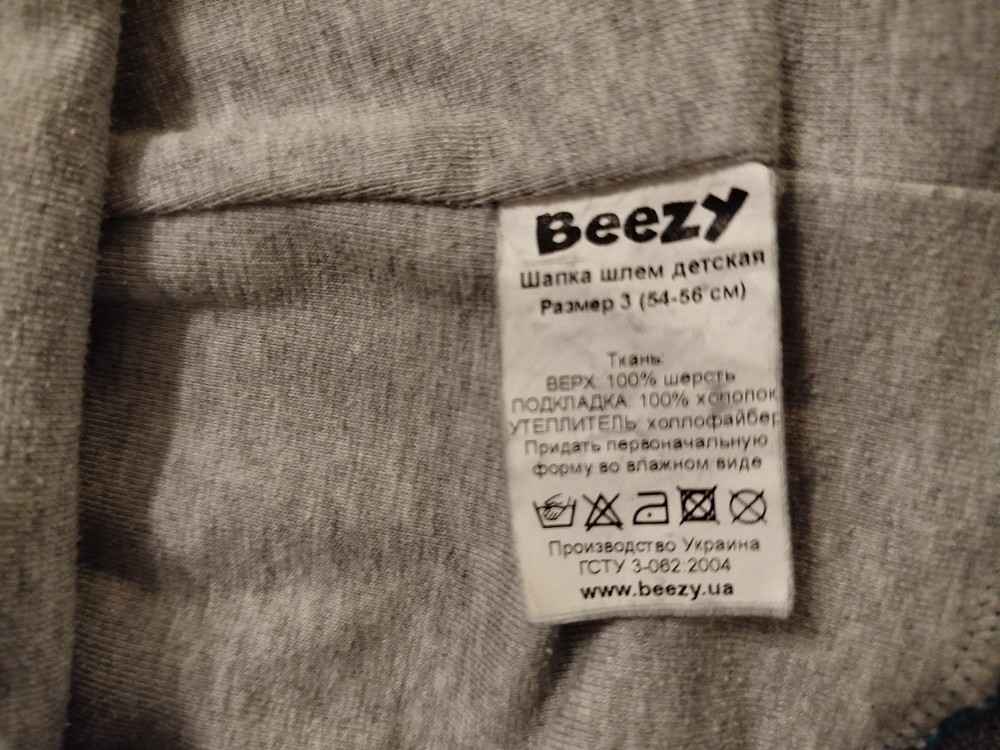 Beezy
Шапка шлем детская
Размер 3 (54-56 см)
Ткань:
ВЕРХ: 100% шерсть
ПОДКЛАДКА: 100% хопопок
УТЕПЛИТЕЛЬ: холлофайбер
Придать первоначальную
форму во влажном виде
Производство Украина
ГСТУ 3-062:2004
www.beezy.ua